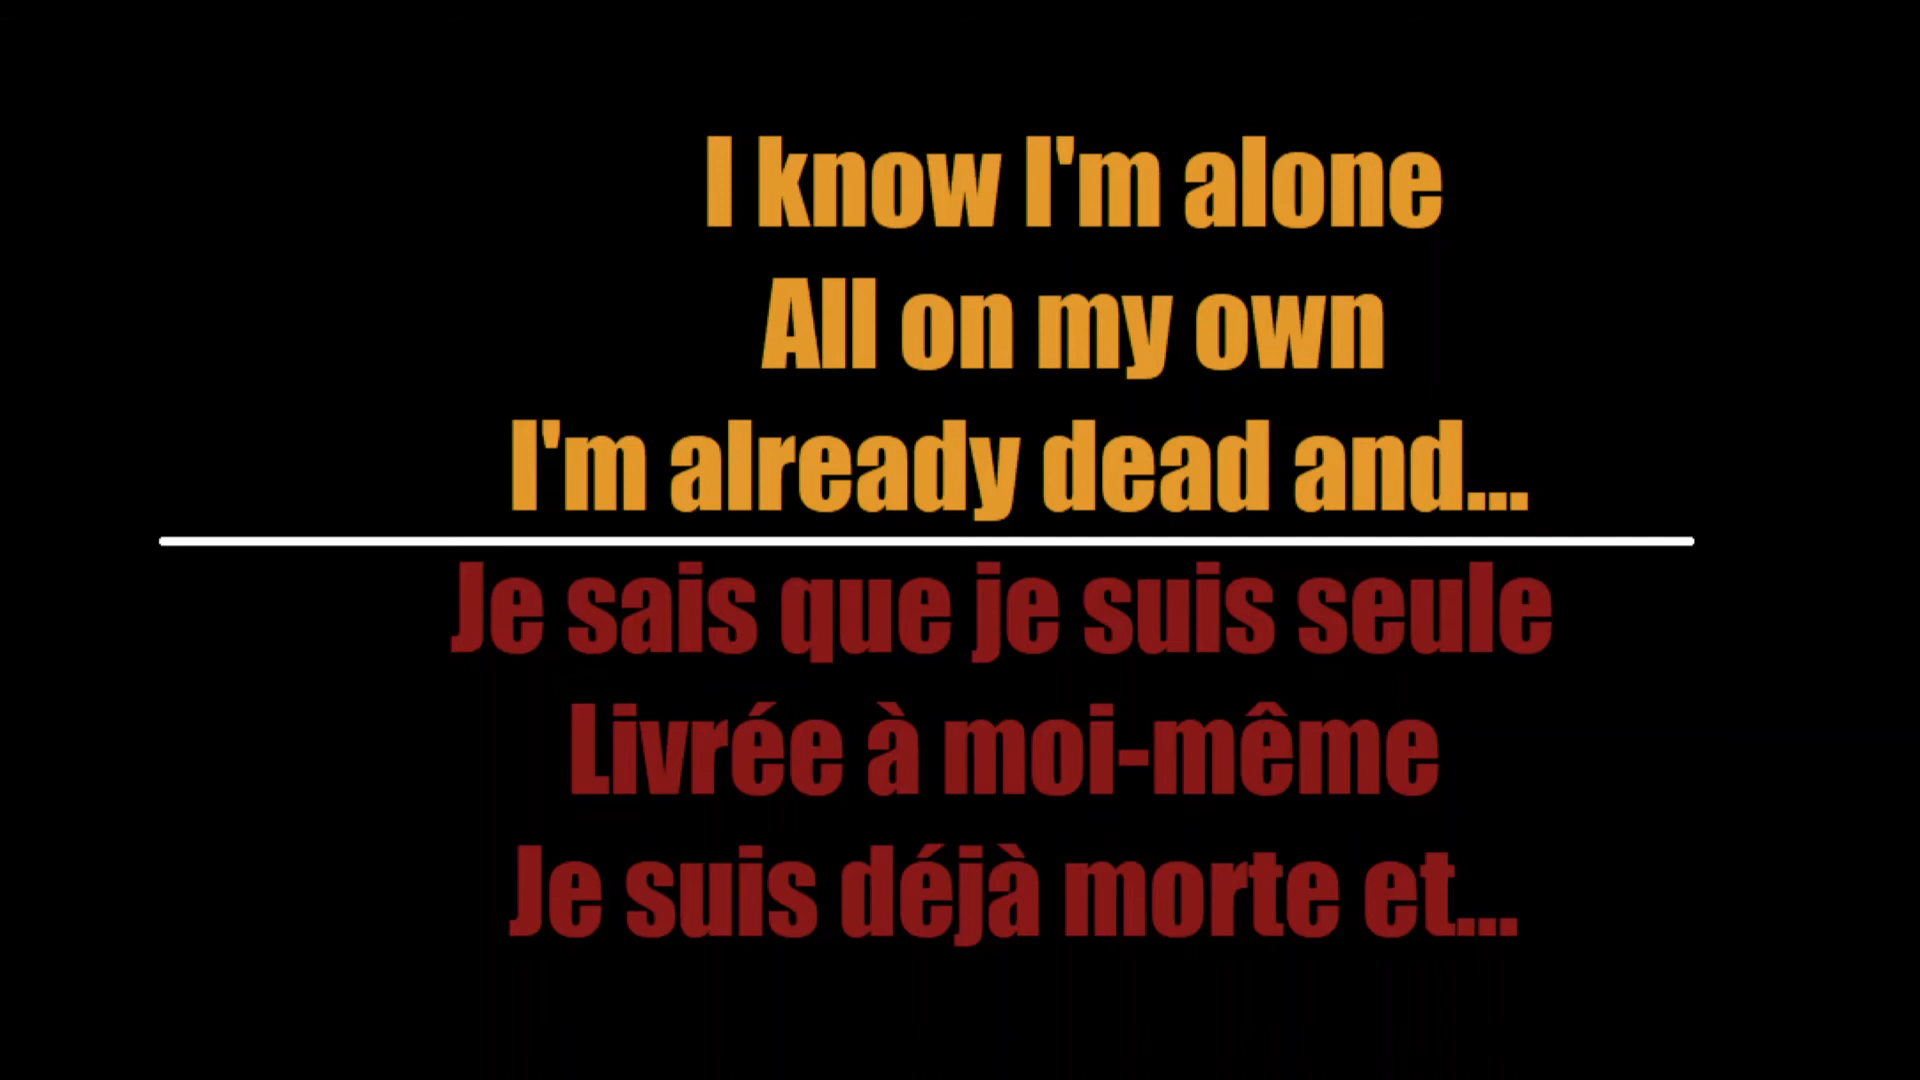 I know I'm alone
All on my own
I'm already dead and...
Je sais que je suis seule
Livrée à moi-même
Je suis déjà morte et...